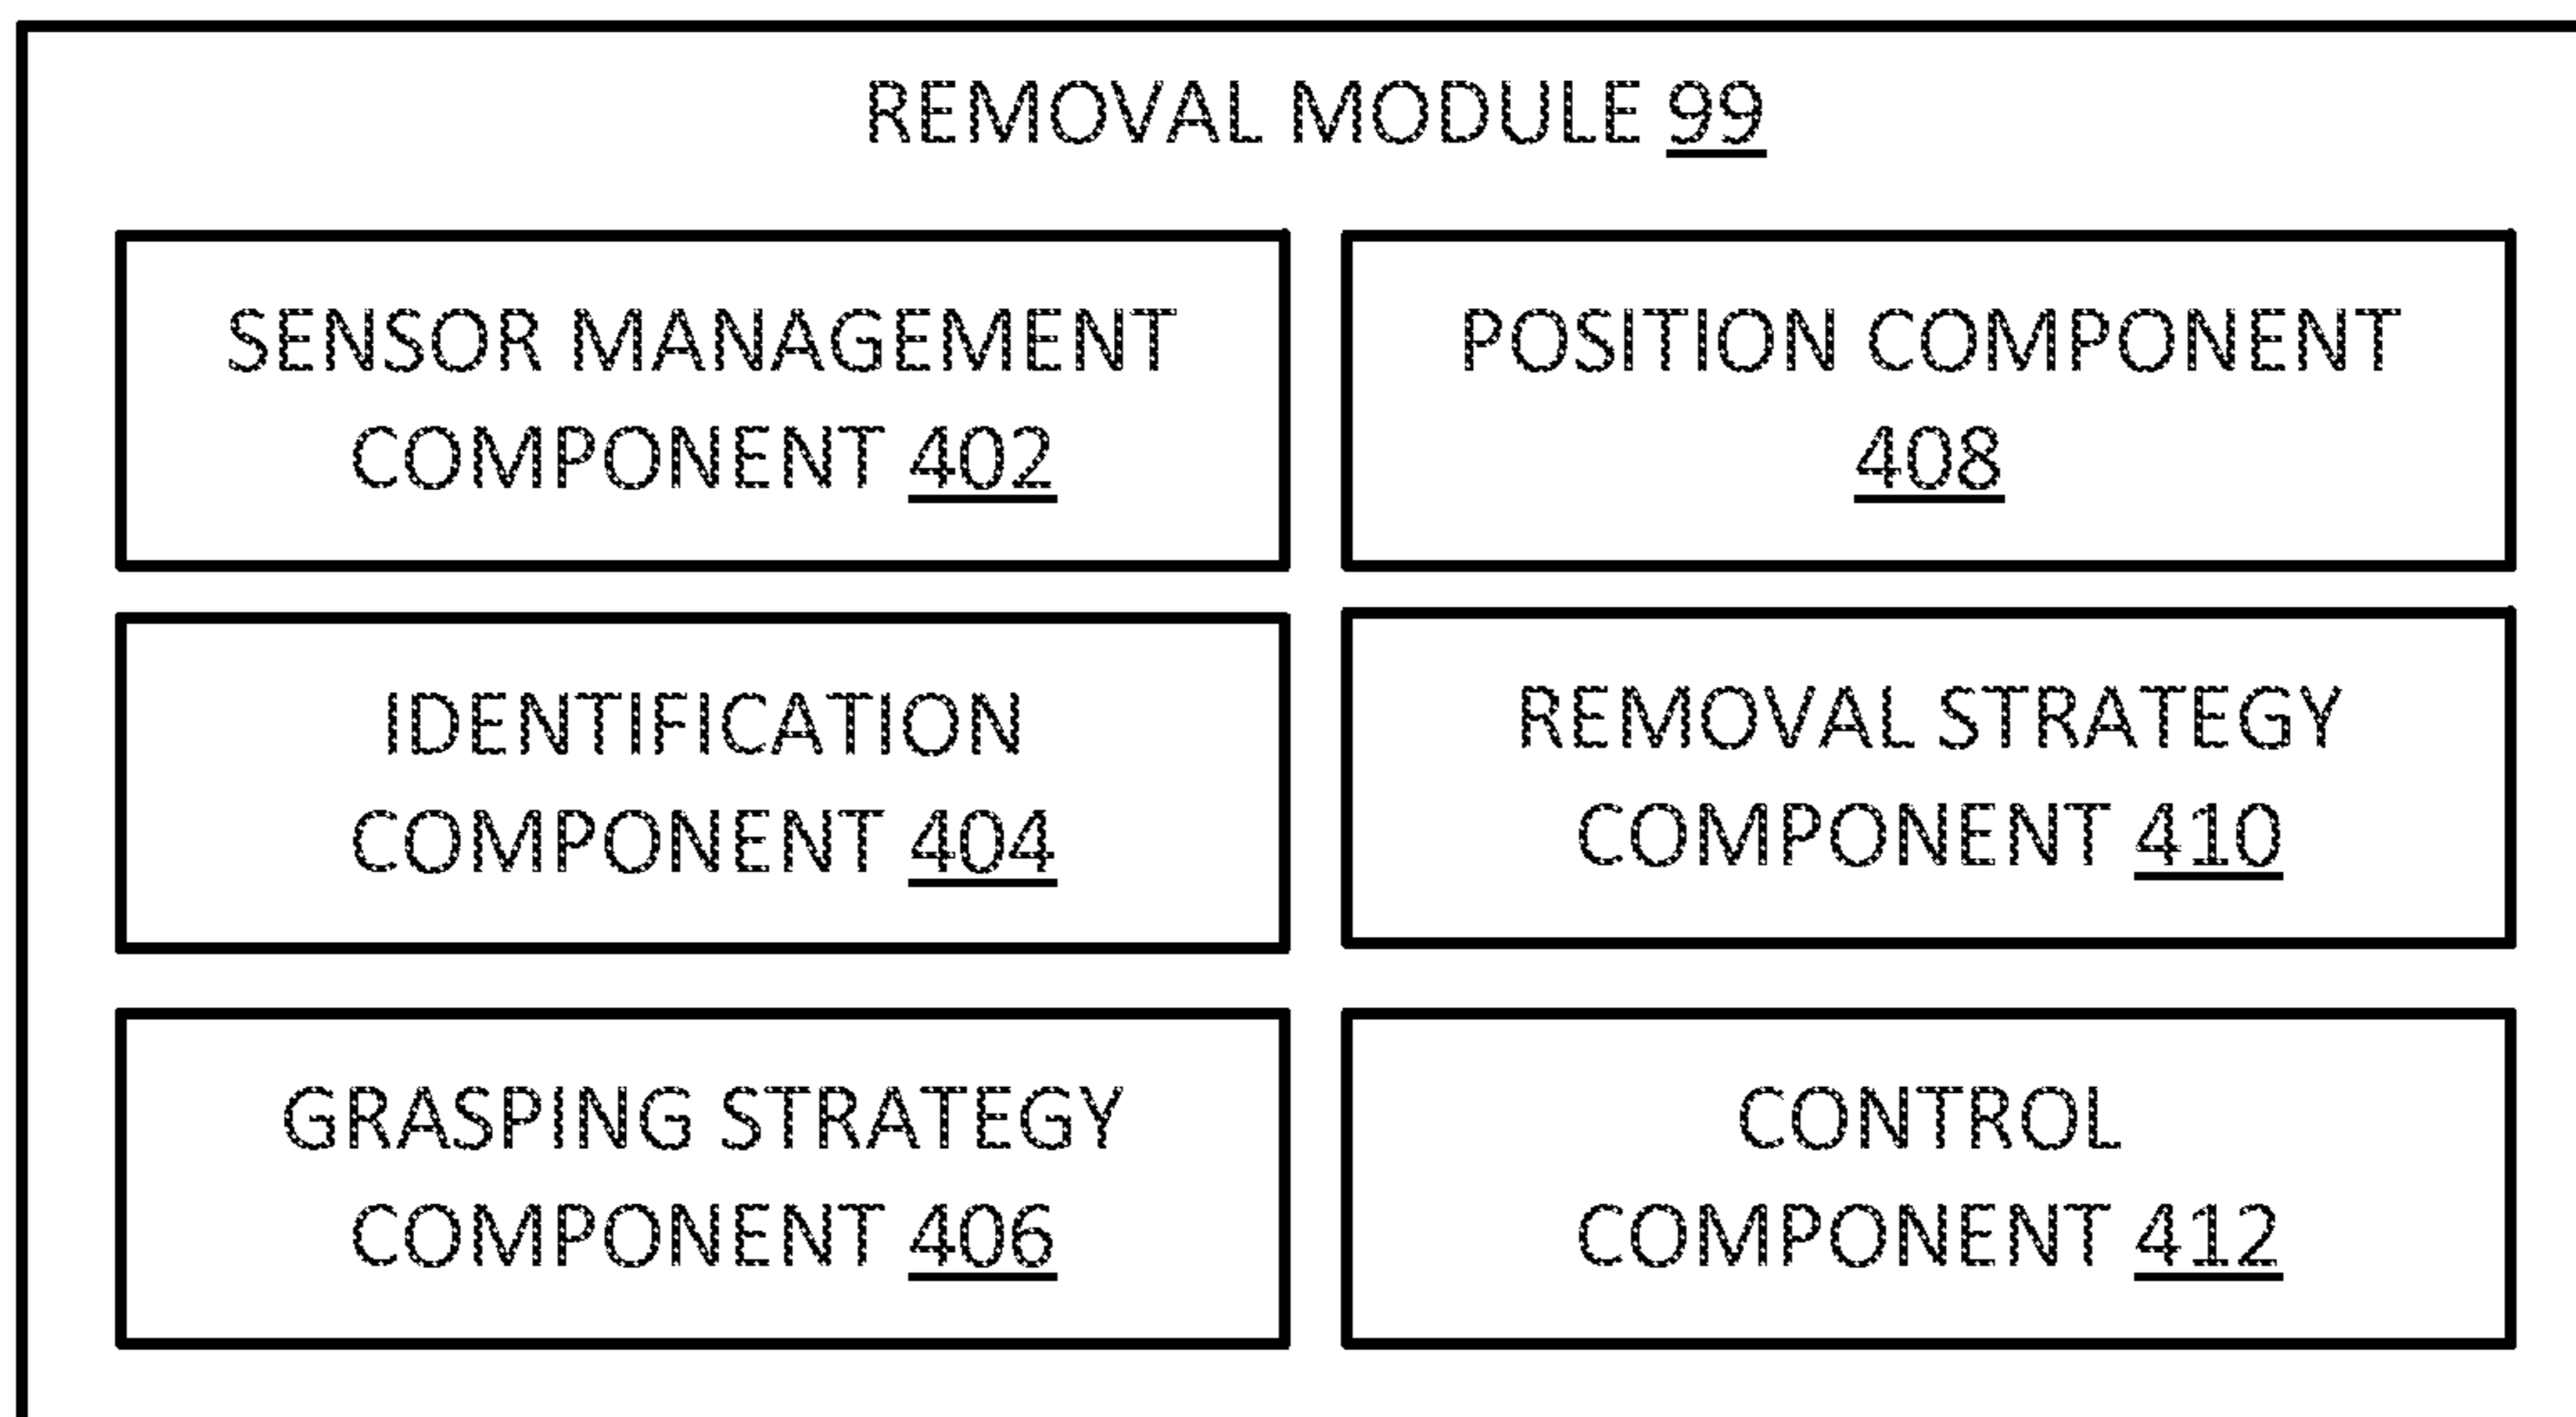 REMOVAL MODULE 99
SENSOR MANAGEMENT
COMPONENT 402
POSITION COMPONENT
408
IDENTIFICATION
COMPONENT 404
REMOVAL STRATEGY
COMPONENT 410
GRASPING STRATEGY
COMPONENT 406
CONTROL
COMPONENT 412